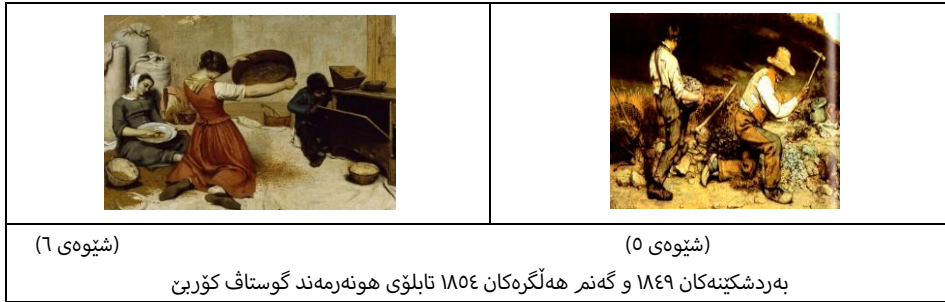 (شێوەی ٥)
(شێوەی ٦)
بەردشکێنەکان ١٨٤٩ و گەنم هەڵگرەکان ١٨٥٤ تابلۆی هونەرمەند گوستاڤ کۆربێ